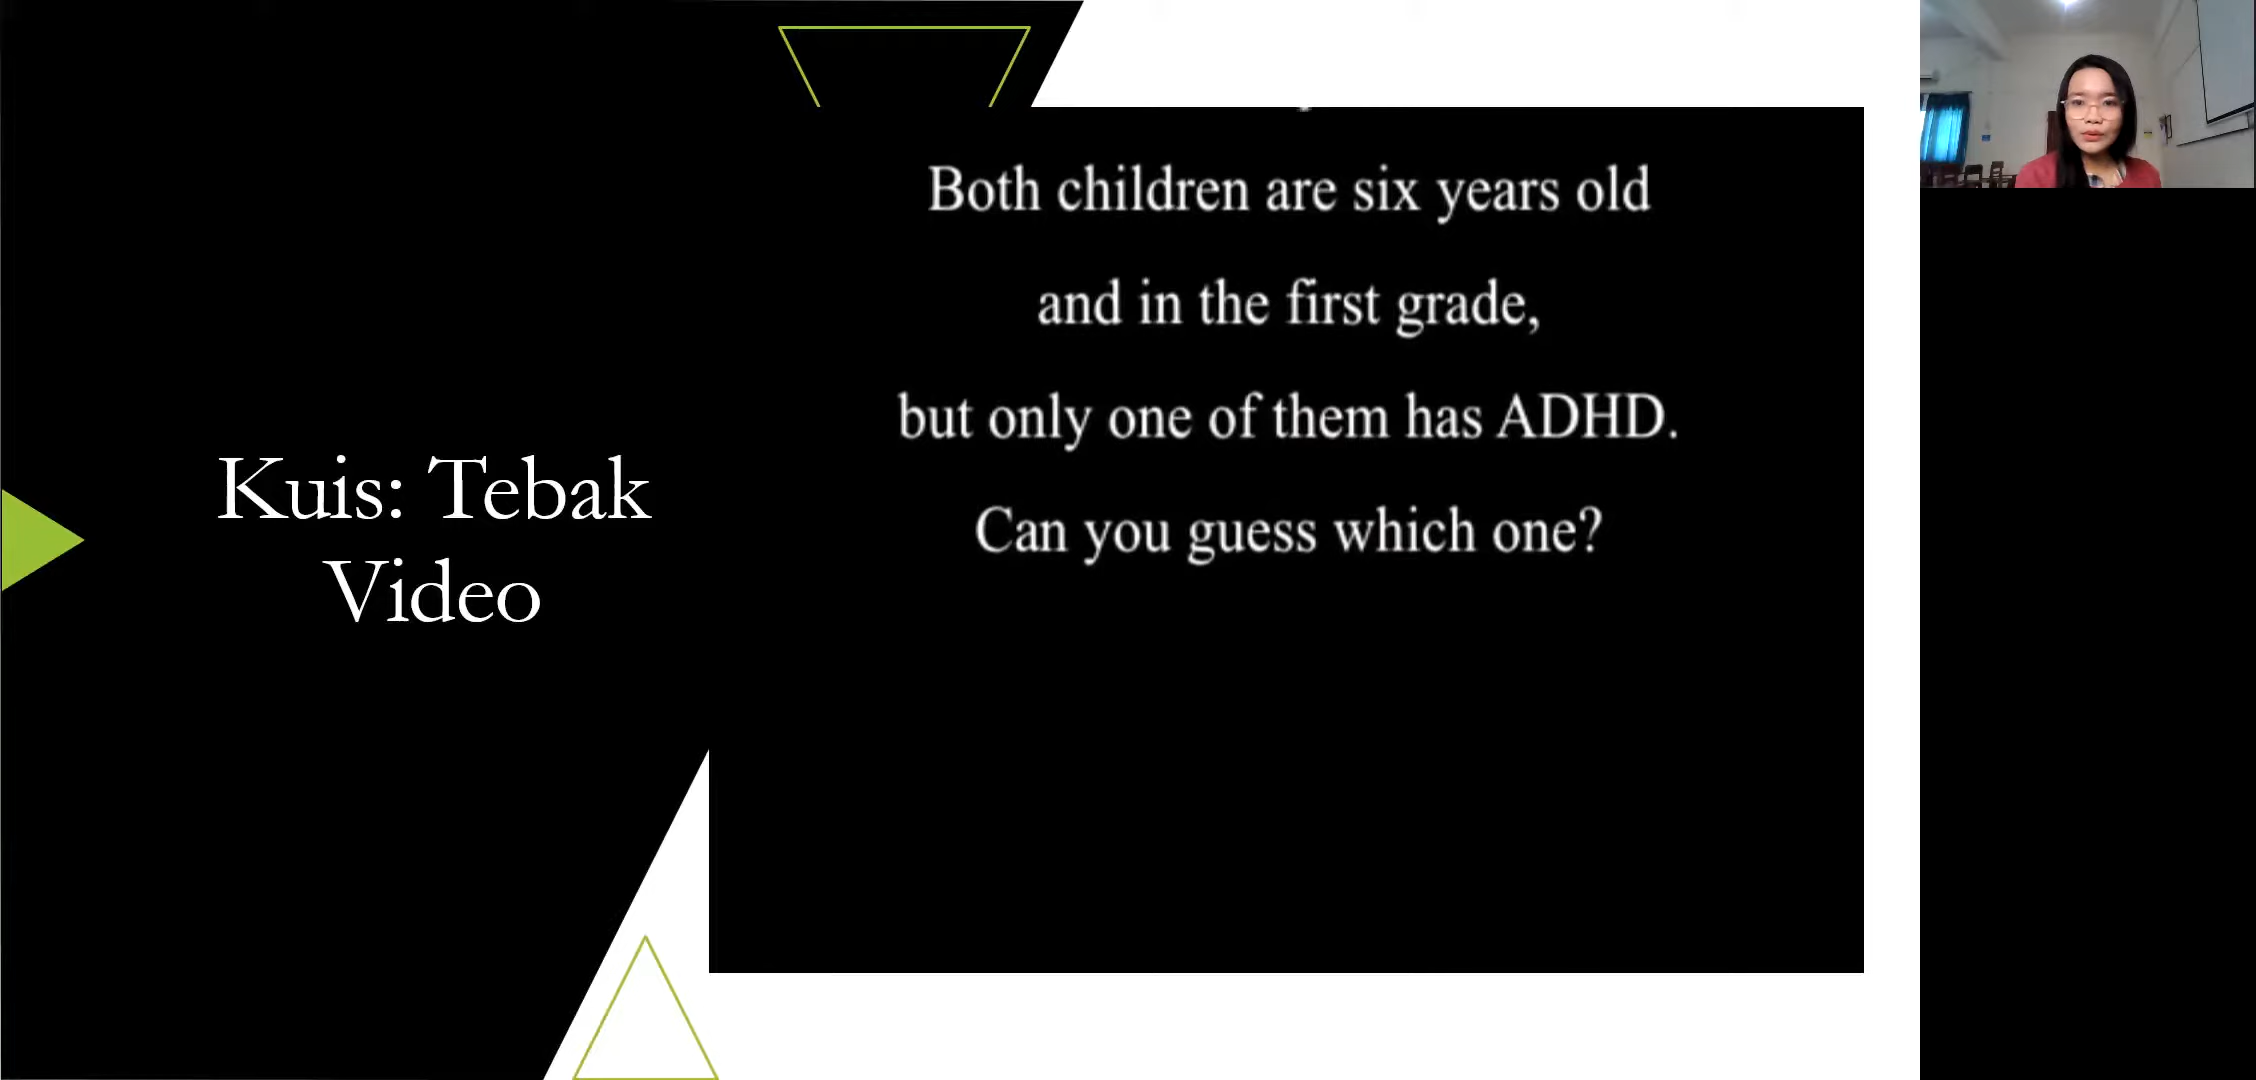 Kuis: Tebak
Video
Both children are six years old
and in the first grade,
but only one of them has ADHD.
Can you guess which one?